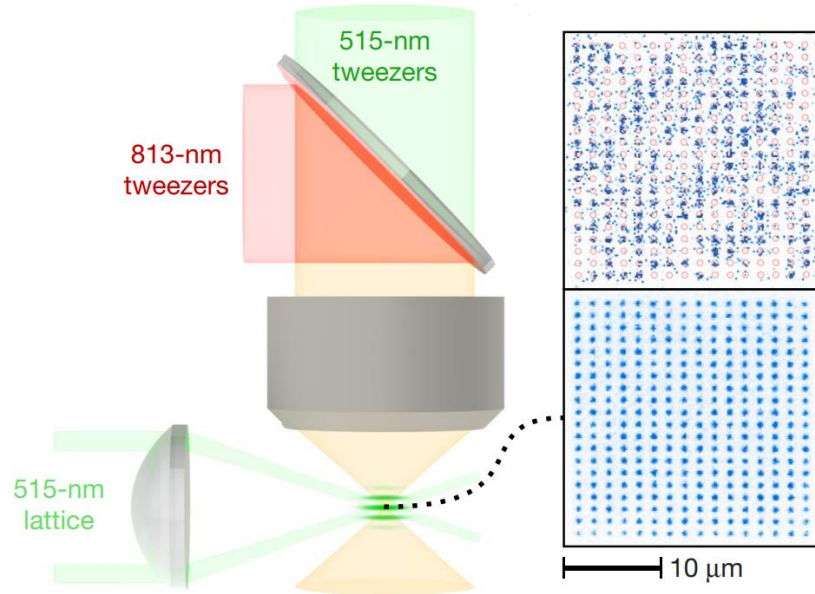 515-nm
tweezers
813-nm
tweezers
515-nm
lattice
10 μm